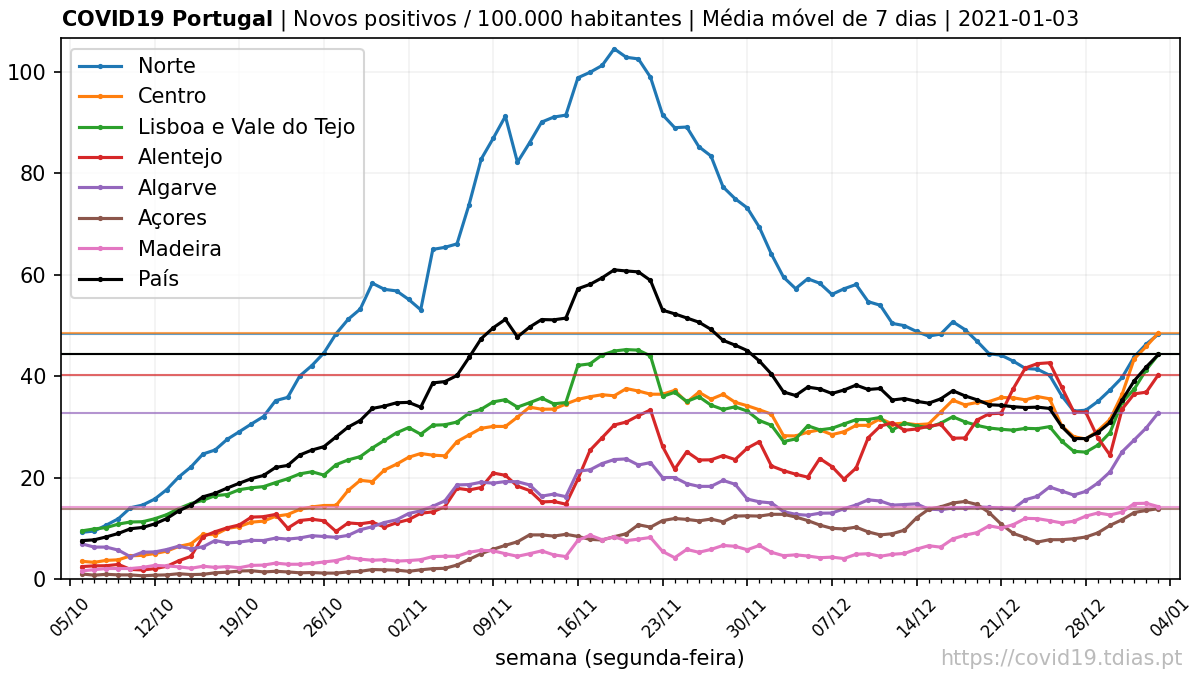 COVID19 Portugal | Novos positivos / 100.000 habitantes | Média móvel de 7 dias | 2021-01-03
Norte
Centro
Lisboa e Vale do Tejo
Alentejo
Algarve
Açores
Madeira
País
100
80
60
40
20
0
05/10
12/10
19/10
26/10
02/11
09/11
16/11
23/11
30/11
07/12
14/12
21/12
28/12
04/01
semana (segunda-feira)
https://covid19.tdias.pt